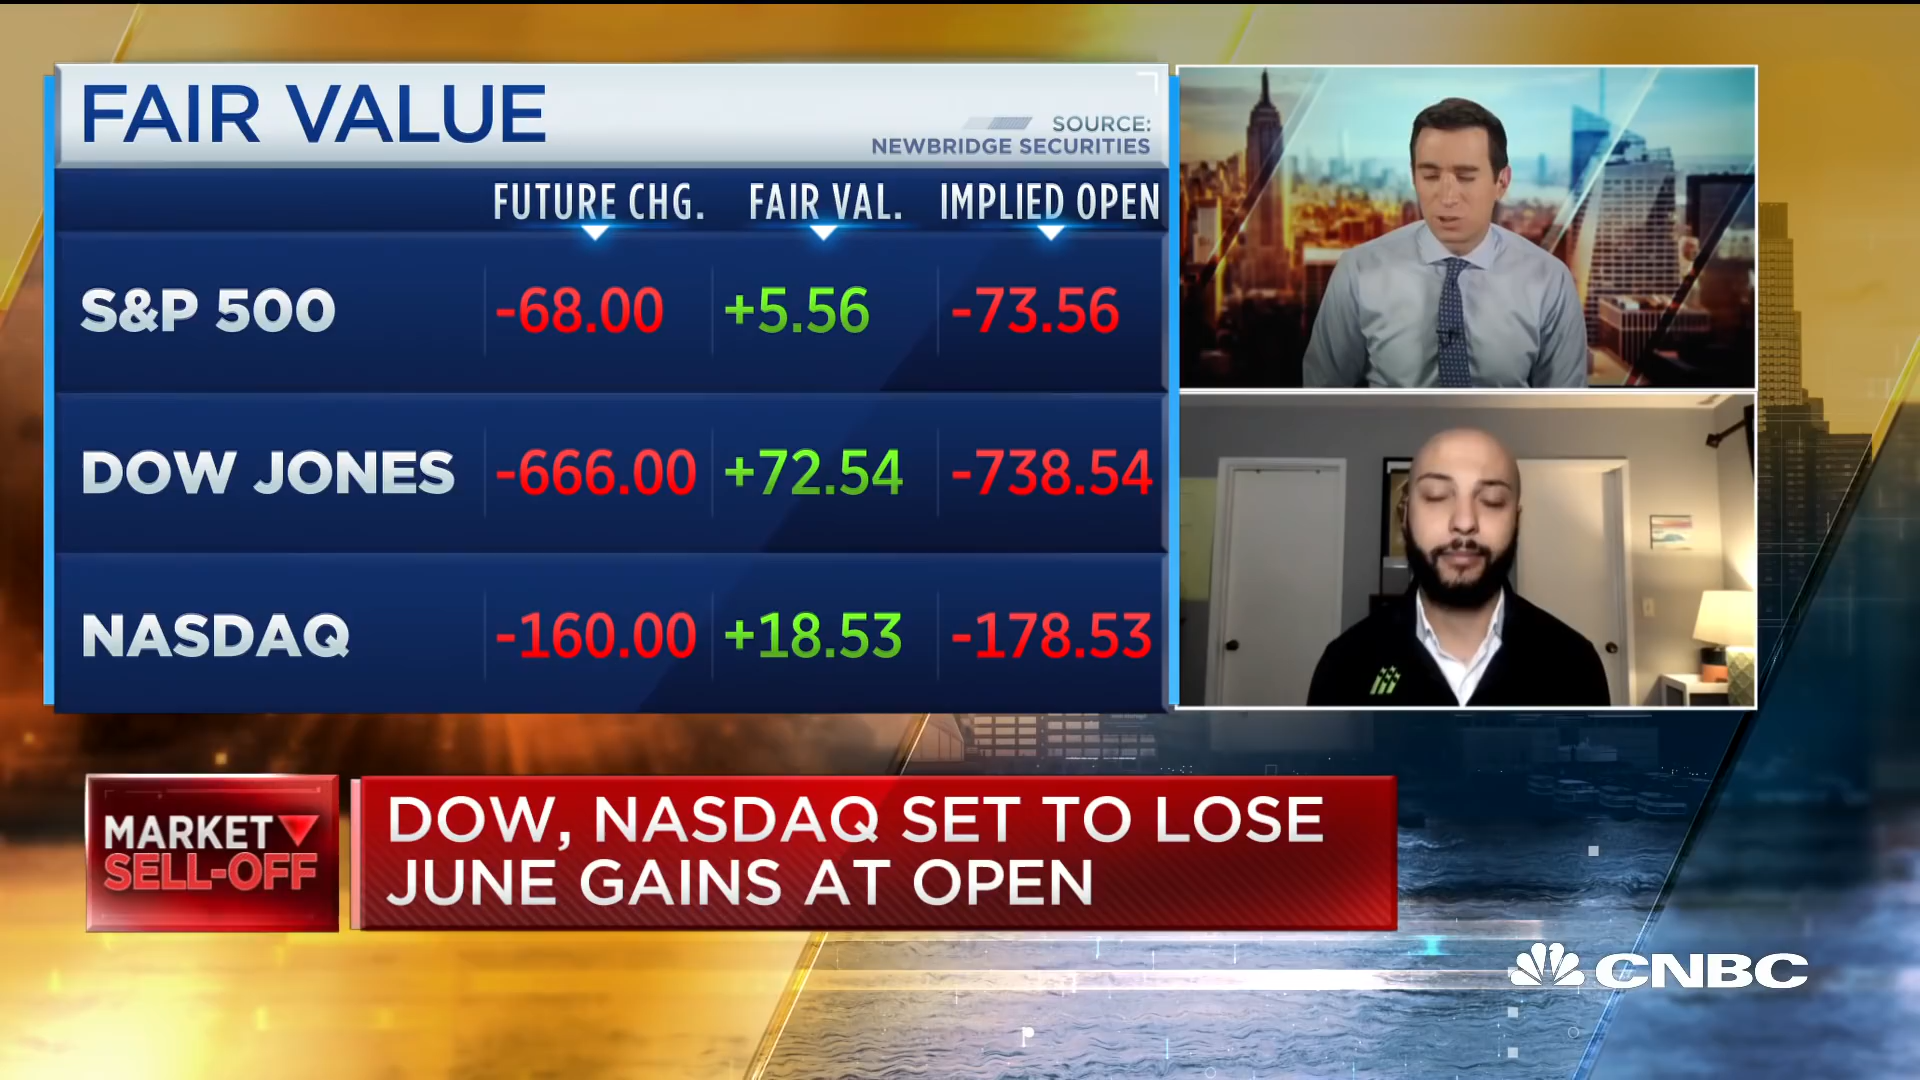 FAIR VALUE
SOURCE:
NEWBRIDGE SECURITIES
FUTURE CHG. FAIR VAL. IMPLIED OPEN
S&P 500 -68.00 +5.56 -73.56
DOW JONES -666.00 +72.54 -738.54
NASDAQ -160.00 +18.53 -178.53
MARKET
SELL-OFF
DOW, NASDAQ SET TO LOSE
JUNE GAINS AT OPEN
CNBC